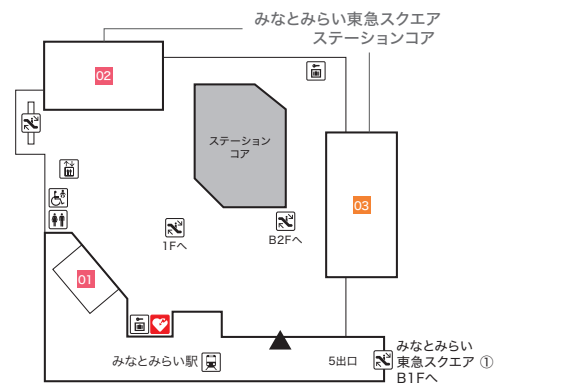 みなとみらい東急スクエア
ステーションコア
02
ステーション
コア
03
1Fへ
B2Fへ
01
みなとみらい駅
5出口
みなとみらい
東急スクエア ①
B1Fへ